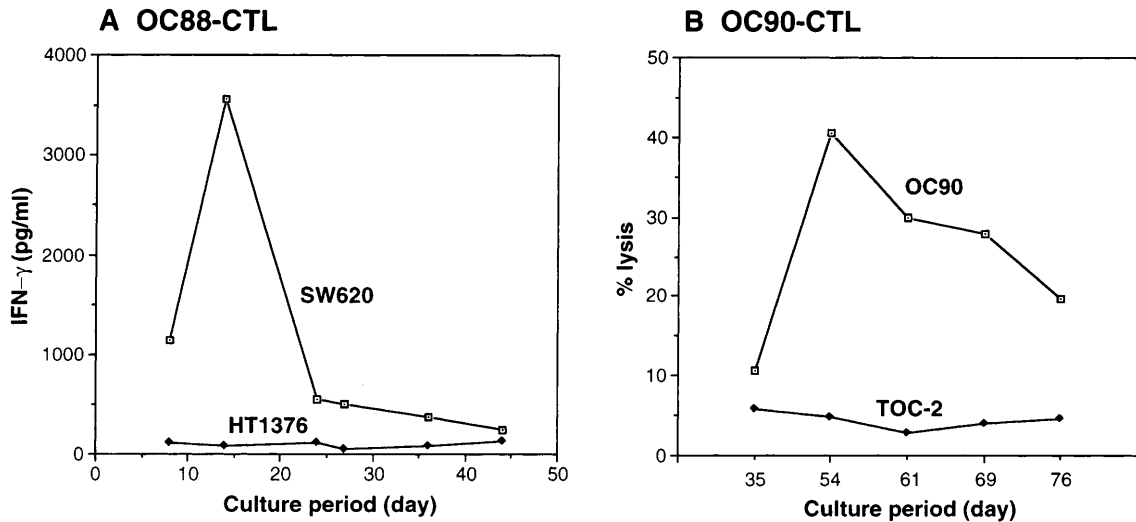 A OC88-CTL
4000
3000
2000
1000
0
IFN-γ (pg/ml)
SW620
HT1376
0 10 20 30 40 50
Culture period (day)
B OC90-CTL
50
40
30
20
10
0
% lysis
OC90
TOC-2
35 54 61 69 76
Culture period (day)